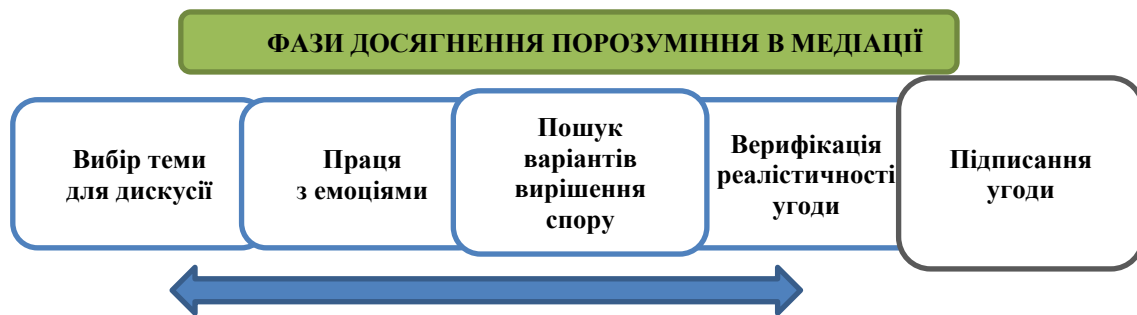 ФАЗИ ДОСЯГНЕННЯ ПОРОЗУМІННЯ В МЕДІАЦІЇ
Вибір теми
для дискусії
Праця
з емоціями
Пошук
варіантів
вирішення
спору
Верифікація
реалістичності
угоди
Підписання
угоди